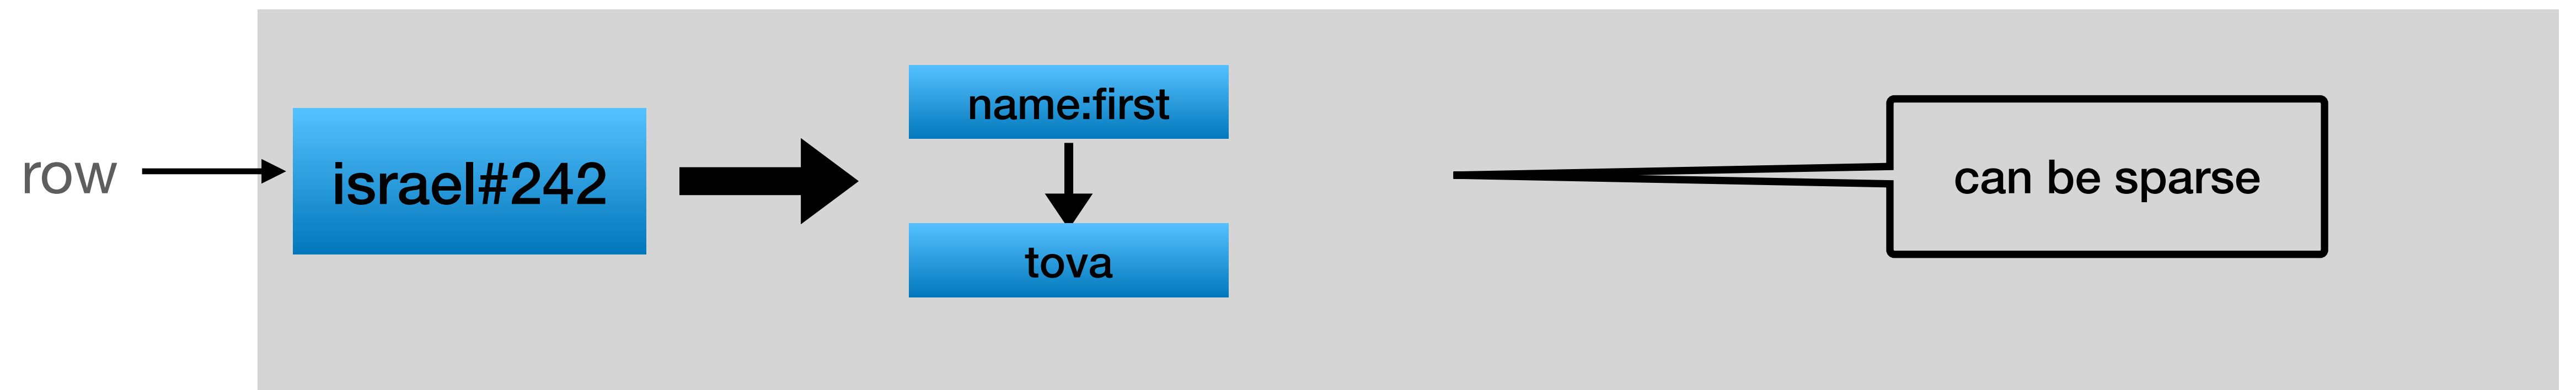 row
israel#242
name:first
tova
can be sparse